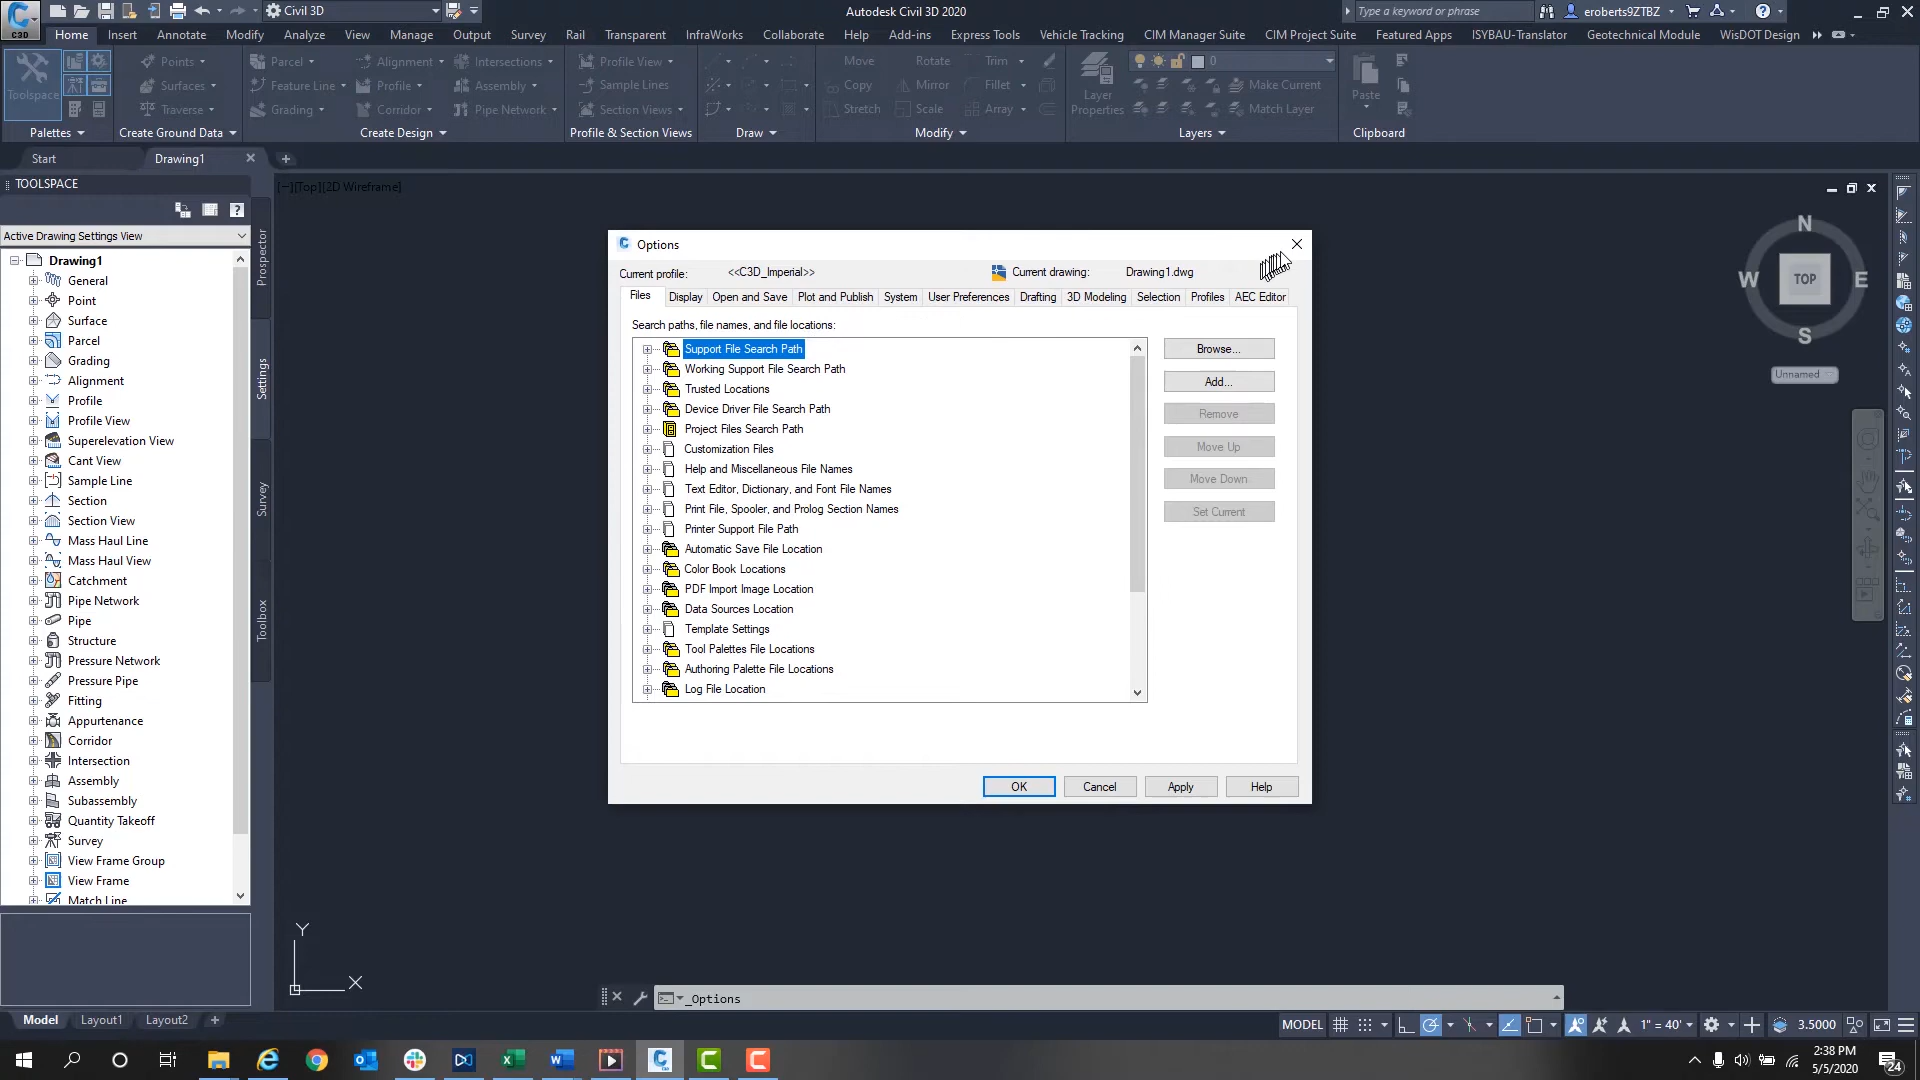 Civil 3D
Autodesk Civil 3D 2020
Type a keyword or phrase
eroberts9ZTBZ
C3D
Home Insert Annotate Modify Analyze View Manage Output Survey Rail Transparent InfraWorks Collaborate Help Add-ins Express Tools Vehicle Tracking CIM Manager Suite CIM Project Suite Featured Apps ISYBAU-Translator Geotechnical Module WisDOT Design
Points Parcel Alignment Intersections Profile View Move Rotate Trim 0
Toolspace Surfaces Feature Line Profile Assembly Sample Lines Copy Mirror Fillet Layer Properties Make Current Paste
Traverse Grading Corridor Pipe Network Section Views Stretch Scale Array Match Layer
Palettes Create Ground Data Create Design Profile & Section Views Draw Modify Layers Clipboard
Start Drawing1
TOOLSPACE
[−][Top][2D Wireframe]
Active Drawing Settings View
Drawing1
General
Point
Surface
Parcel
Grading
Alignment
Profile
Profile View
Superelevation View
Cant View
Sample Line
Section
Section View
Mass Haul Line
Mass Haul View
Catchment
Pipe Network
Pipe
Structure
Pressure Network
Pressure Pipe
Fitting
Appurtenance
Corridor
Intersection
Assembly
Subassembly
Quantity Takeoff
Survey
View Frame Group
View Frame
Match Line
Prospector
Settings
Survey
Toolbox
Options
Current profile: <<C3D_Imperial>> Current drawing: Drawing1.dwg
Files Display Open and Save Plot and Publish System User Preferences Drafting 3D Modeling Selection Profiles AEC Editor
Search paths, file names, and file locations:
Support File Search Path
Working Support File Search Path
Trusted Locations
Device Driver File Search Path
Project Files Search Path
Customization Files
Help and Miscellaneous File Names
Text Editor, Dictionary, and Font File Names
Print File, Spooler, and Prolog Section Names
Printer Support File Path
Automatic Save File Location
Color Book Locations
PDF Import Image Location
Data Sources Location
Template Settings
Tool Palettes File Locations
Authoring Palette File Locations
Log File Location
Browse...
Add...
Remove
Move Up
Move Down
Set Current
OK Cancel Apply Help
N
W TOP E
S
Unnamed
Y
X
_Options
Model Layout1 Layout2
MODEL 1" = 40' 3.5000
2:38 PM
5/5/2020
24